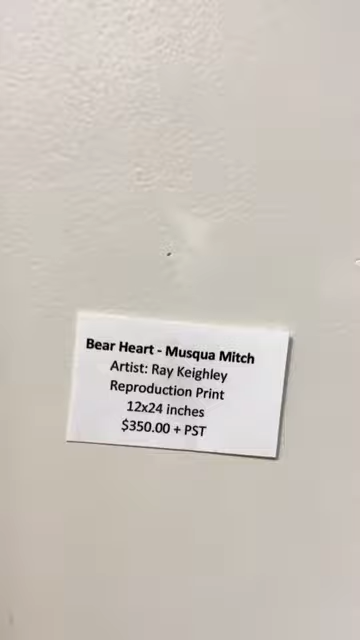 Bear Heart - Musqua Mitch
Artist: Ray Keighley
Reproduction Print
12x24 inches
$350.00 + PST